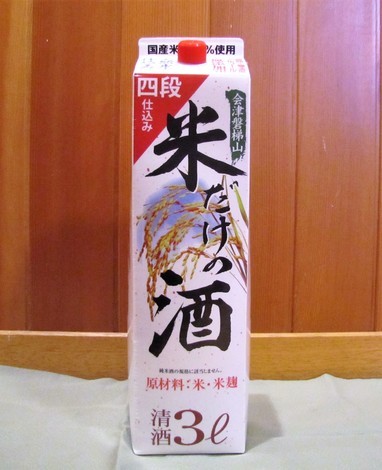 国産米
%使用
四段
仕込み
会津磐梯山
米だけの酒
純米酒の規格に該当しません。
原材料：米・米麹
清酒3ℓ